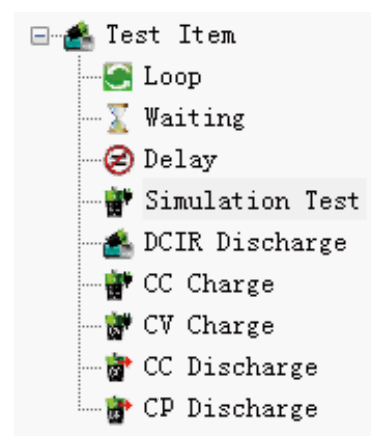 Test Item
Loop
Waiting
Delay
Simulation Test
DCIR Discharge
CC Charge
CV Charge
CC Discharge
CP Discharge